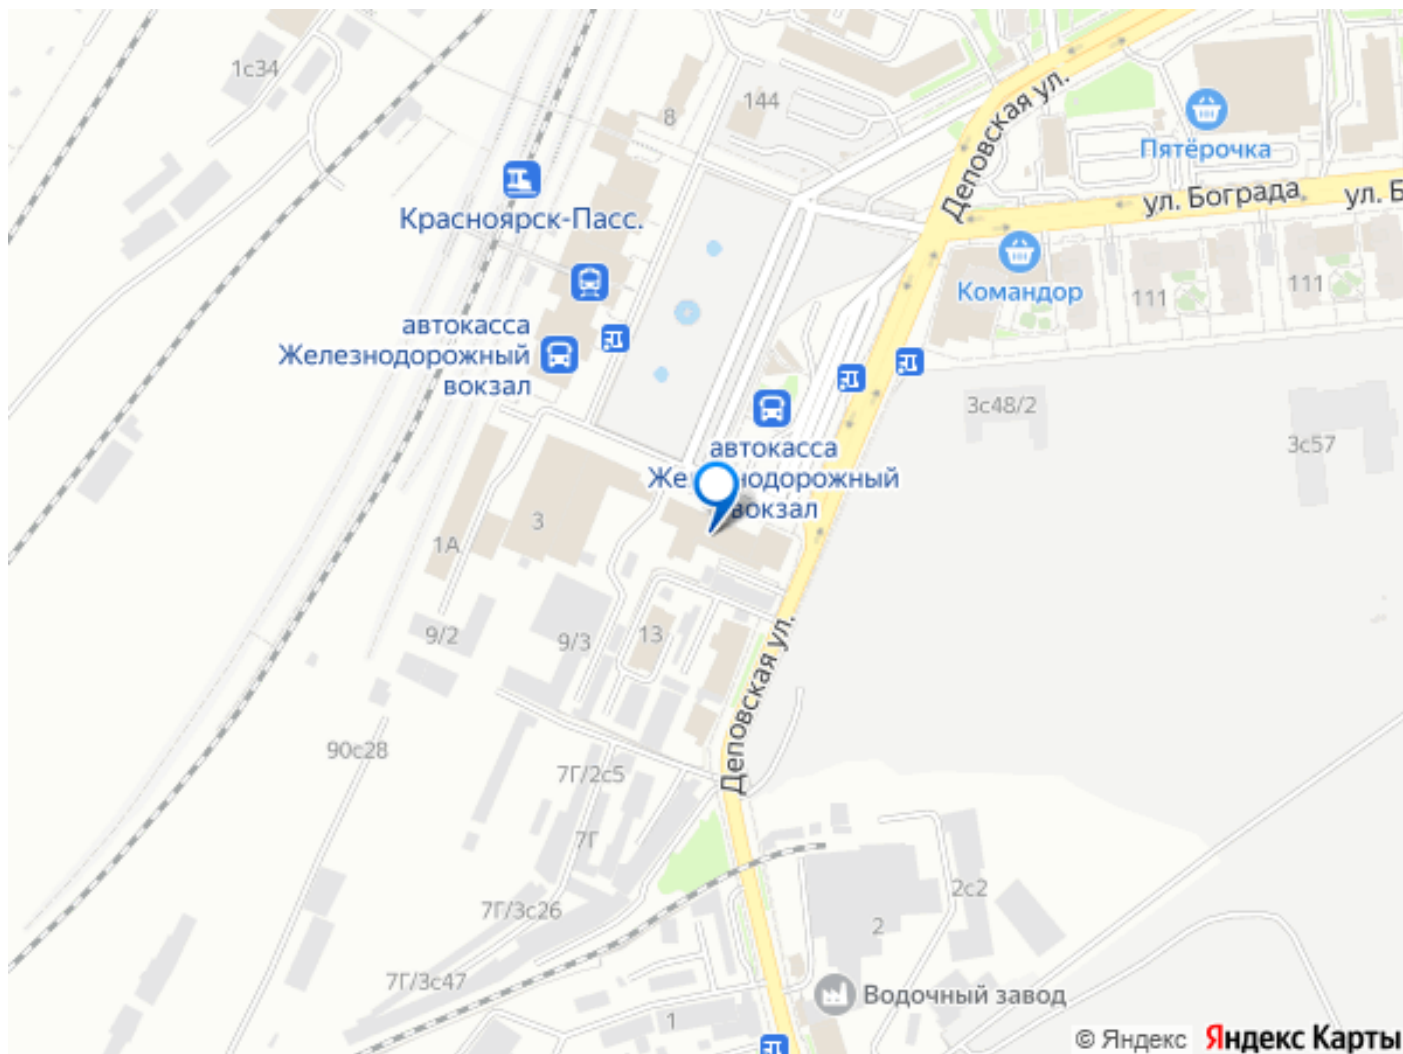 1с34
144
8
Деповская ул.
Пятёрочка
ул. Бограда
ул. Б
Красноярск-Пасс.
Командор
111
111
автокасса
Железнодорожный
вокзал
3с48/2
3с57
автокасса
Же нодорожный
вокзал
3
1А
9/2
9/3
13
Деповская ул.
90с28
7Г/2с5
7Г
7Г/3с26
7Г/3с47
2с2
2
Водочный завод
1
© Яндекс Яндекс Карты